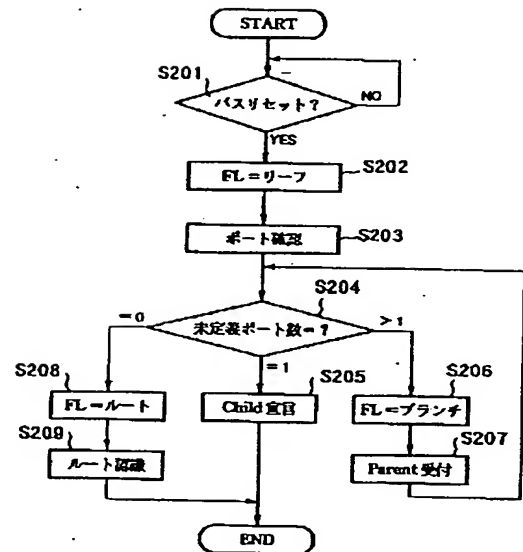 START
S201
バスリセット?
NO
YES
FL=リーフ
S202
ポート確認
S203
S204
未定義ポート数=?
=0
=1
>1
S208
FL=ルート
S205
Child宣言
S206
FL=ブランチ
S209
ルート認識
S207
Parent受付
END